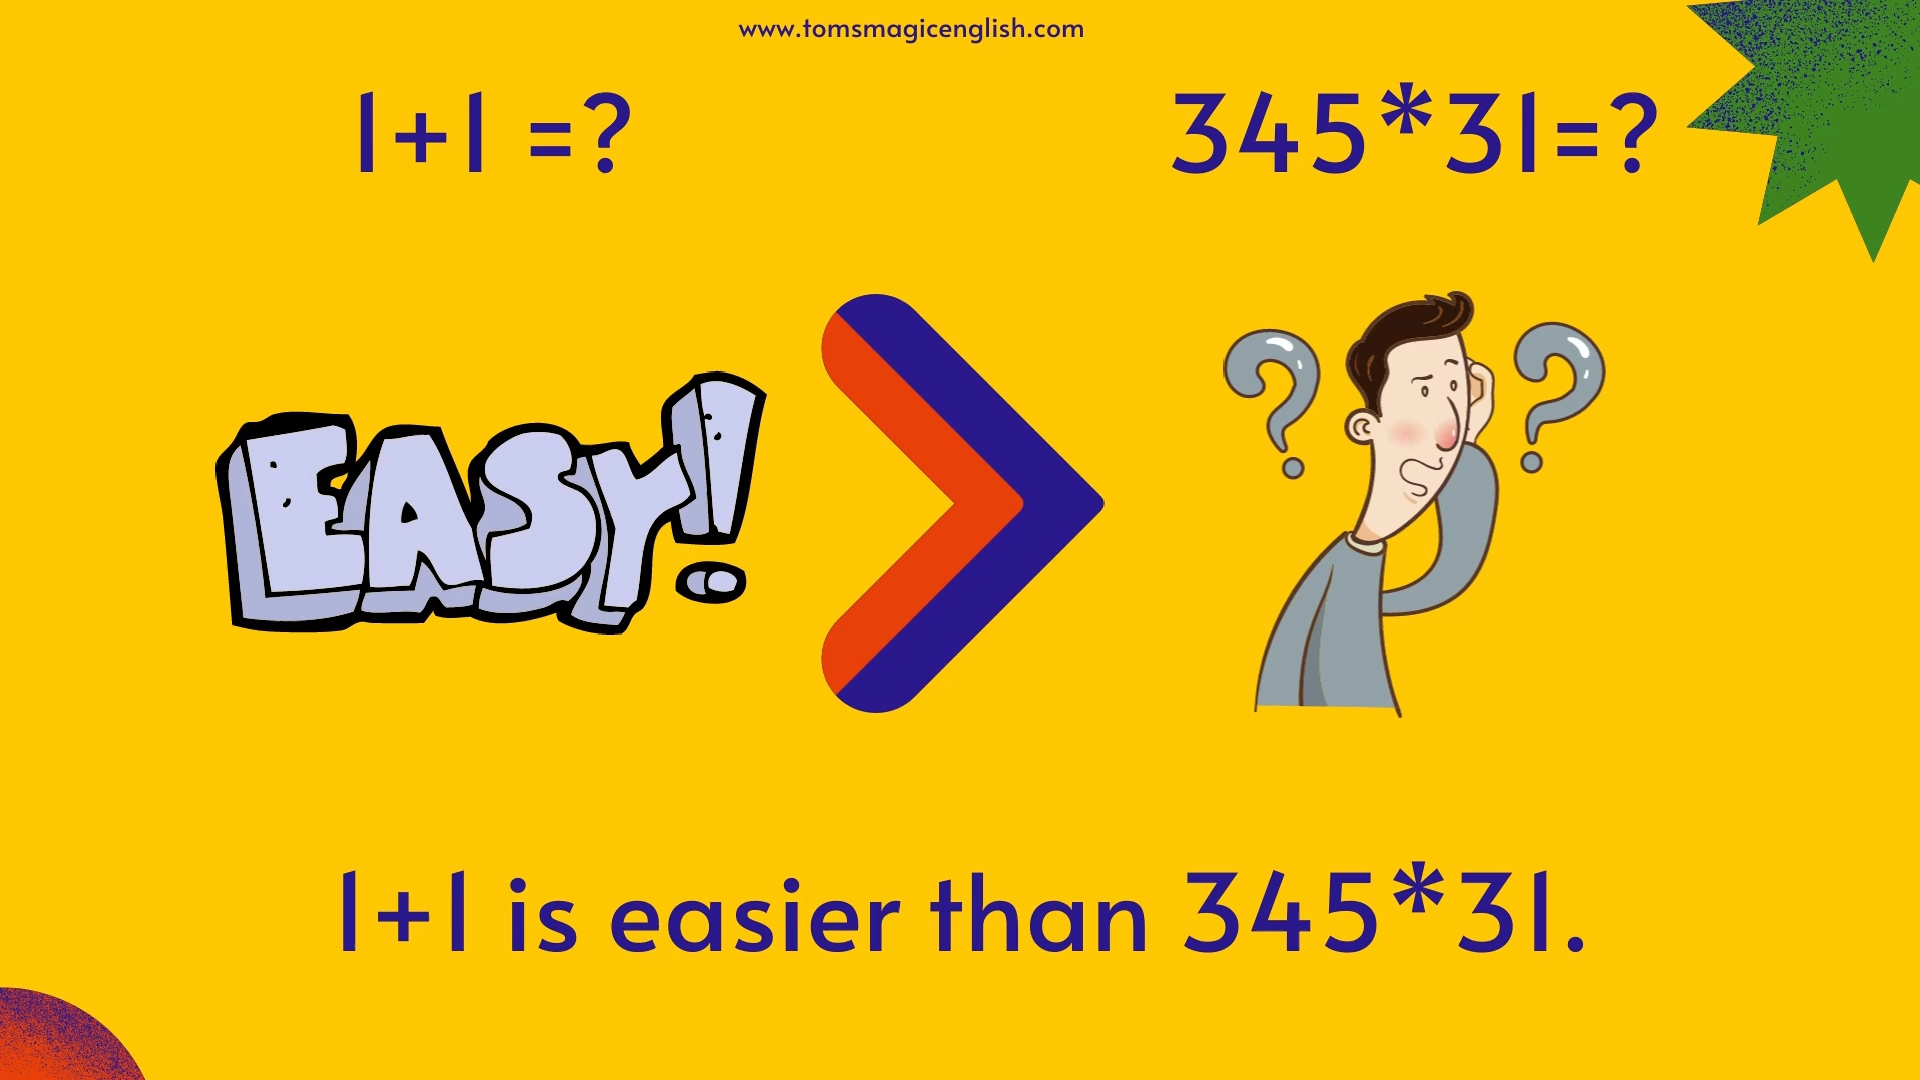 www.tomsmagicenglish.com
1+1 =?
345*31=?
EASY!
1+1 is easier than 345*31.